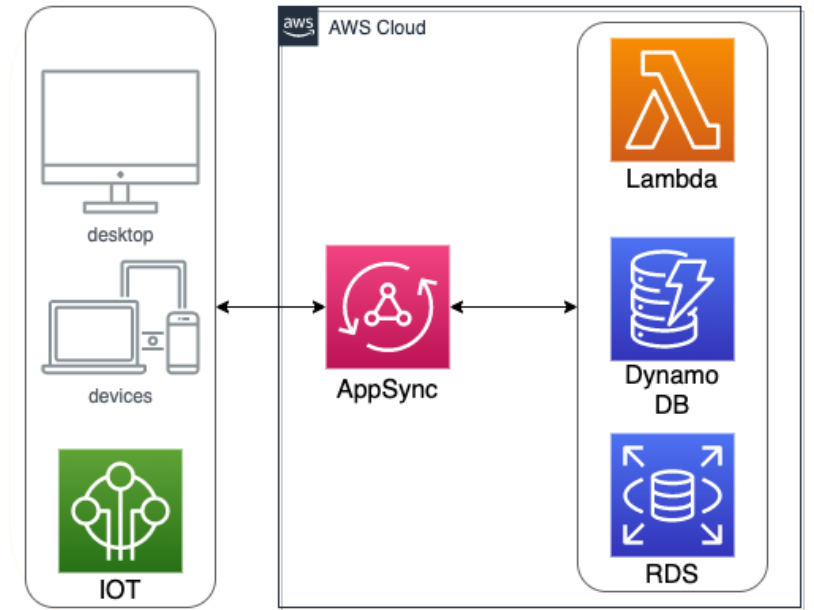 aws
AWS Cloud
desktop
devices
IOT
AppSync
Lambda
Dynamo
DB
RDS